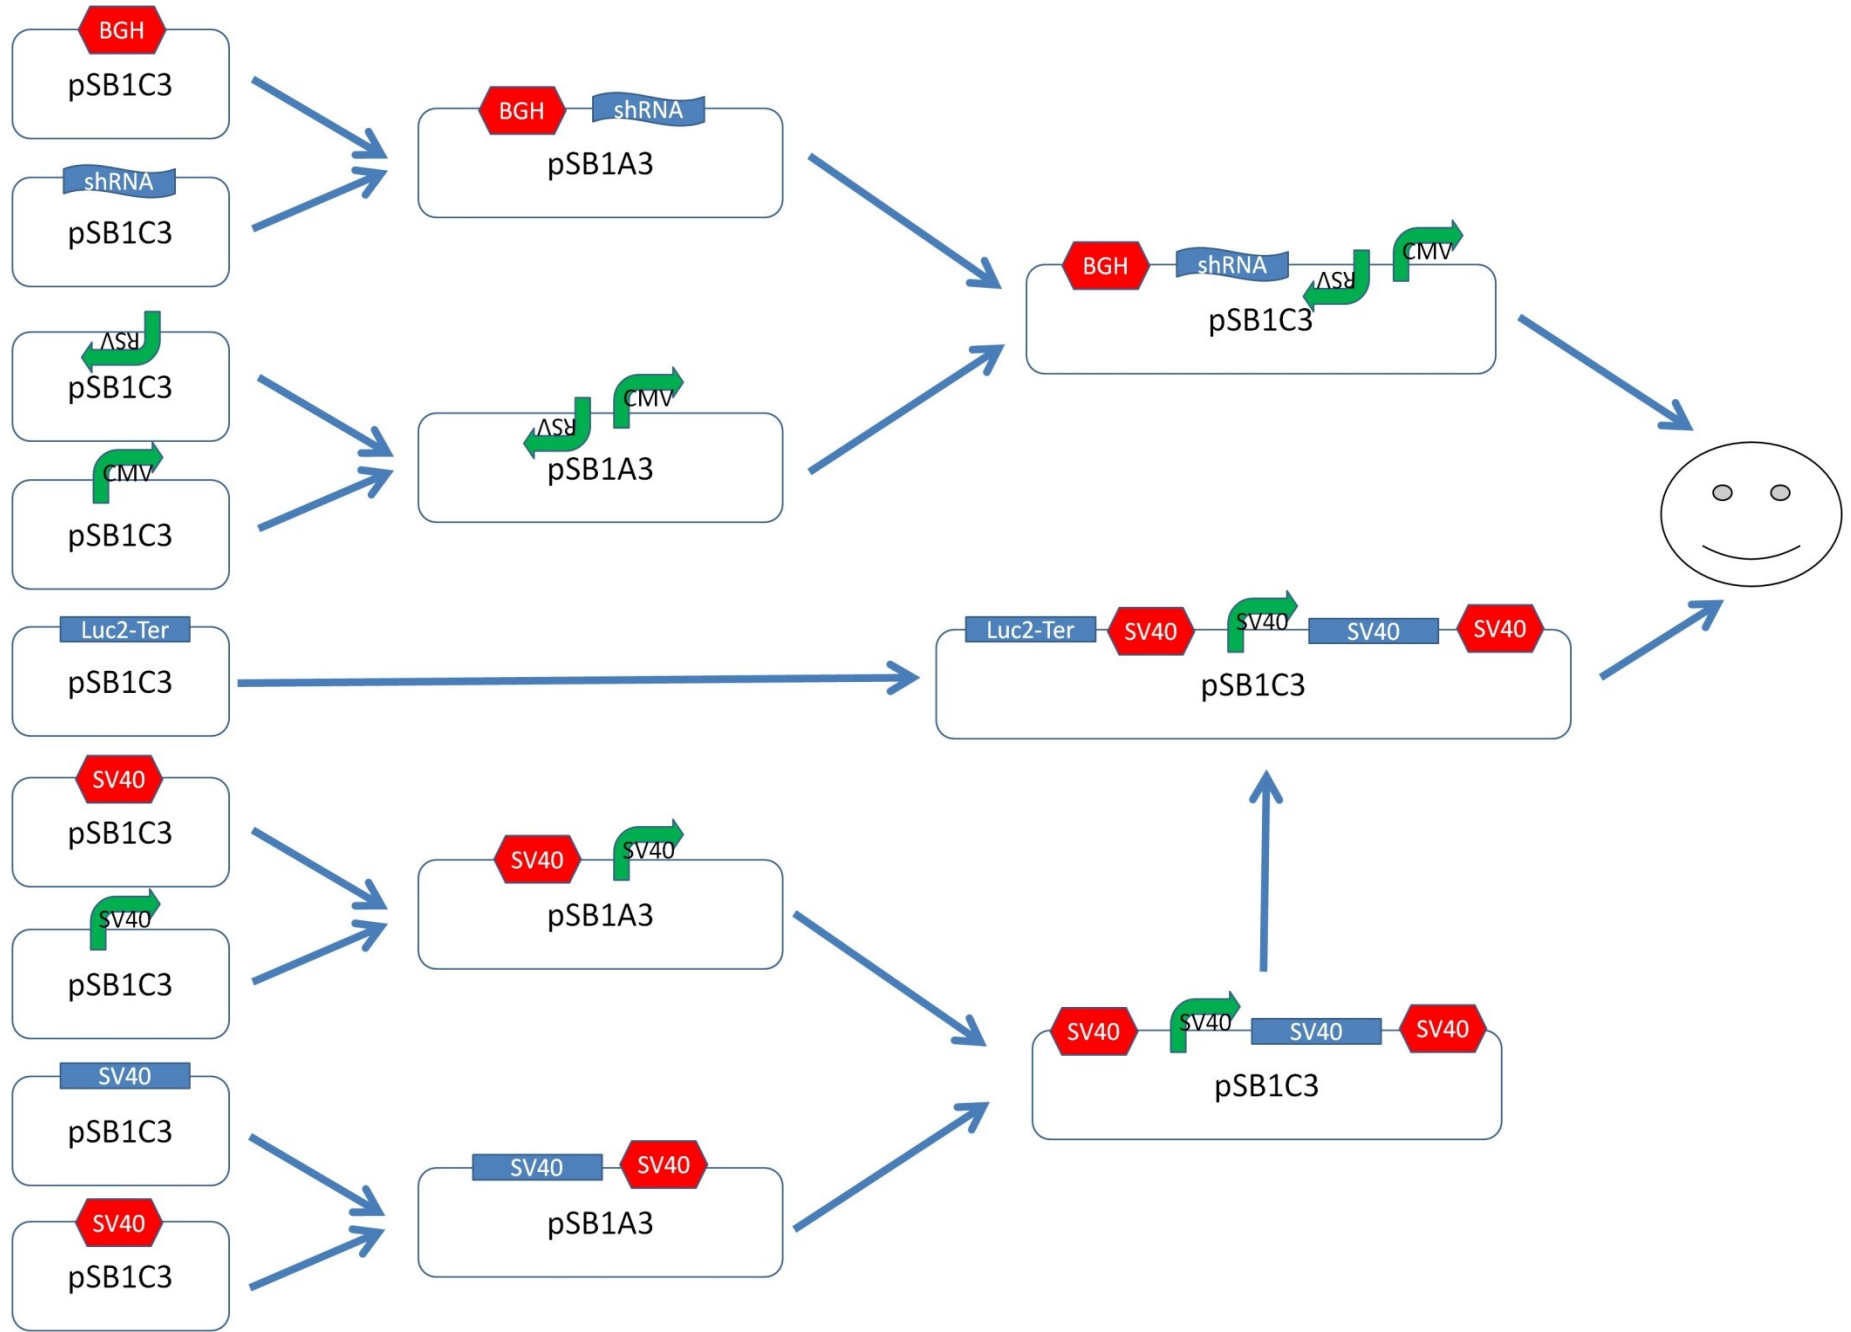 BGH
pSB1C3
shRNA
pSB1C3
RSV
pSB1C3
CMV
pSB1C3
Luc2-Ter
pSB1C3
SV40
pSB1C3
SV40
pSB1C3
SV40
pSB1C3
SV40
pSB1C3
BGH shRNA
pSB1A3
RSV CMV
pSB1A3
SV40 SV40
pSB1A3
SV40 SV40
pSB1A3
BGH shRNA RSV CMV
pSB1C3
Luc2-Ter SV40 SV40 SV40 SV40
pSB1C3
SV40 SV40 SV40 SV40
pSB1C3